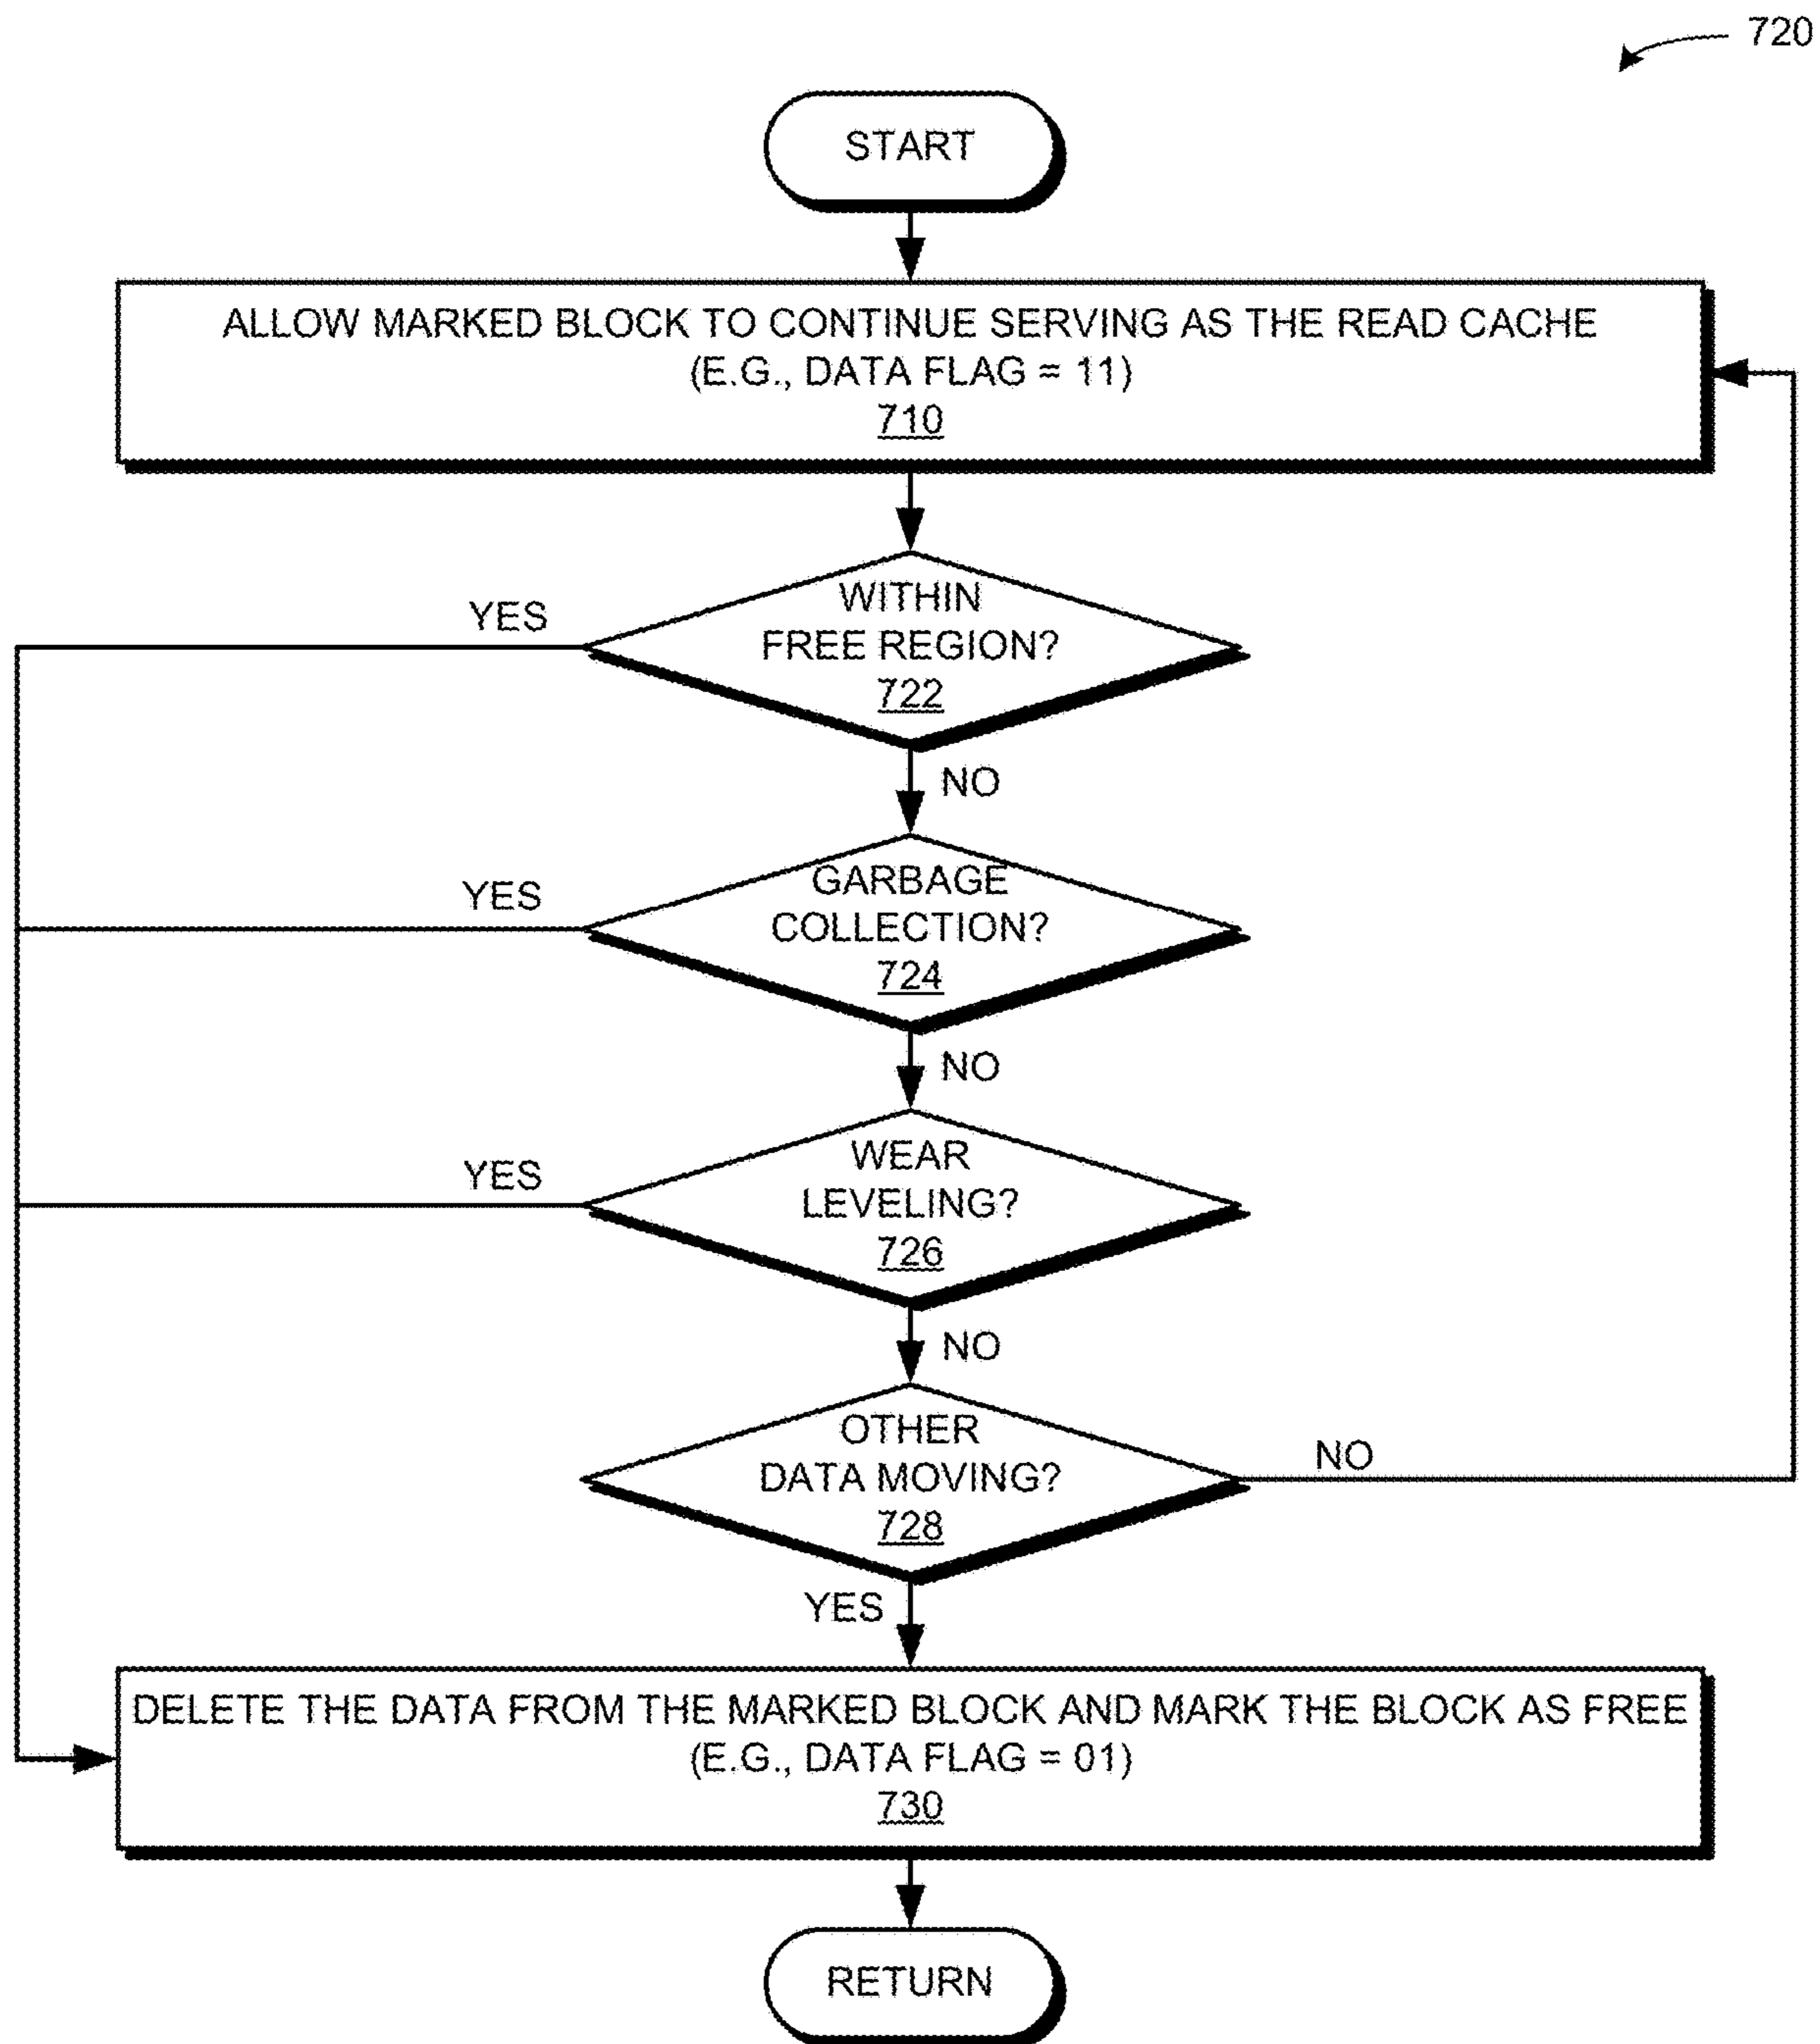 720
START
ALLOW MARKED BLOCK TO CONTINUE SERVING AS THE READ CACHE
(E.G., DATA FLAG = 11)
710
WITHIN
FREE REGION?
722
YES
NO
GARBAGE
COLLECTION?
724
YES
NO
WEAR
LEVELING?
726
YES
NO
OTHER
DATA MOVING?
728
NO
YES
DELETE THE DATA FROM THE MARKED BLOCK AND MARK THE BLOCK AS FREE
(E.G., DATA FLAG = 01)
730
RETURN